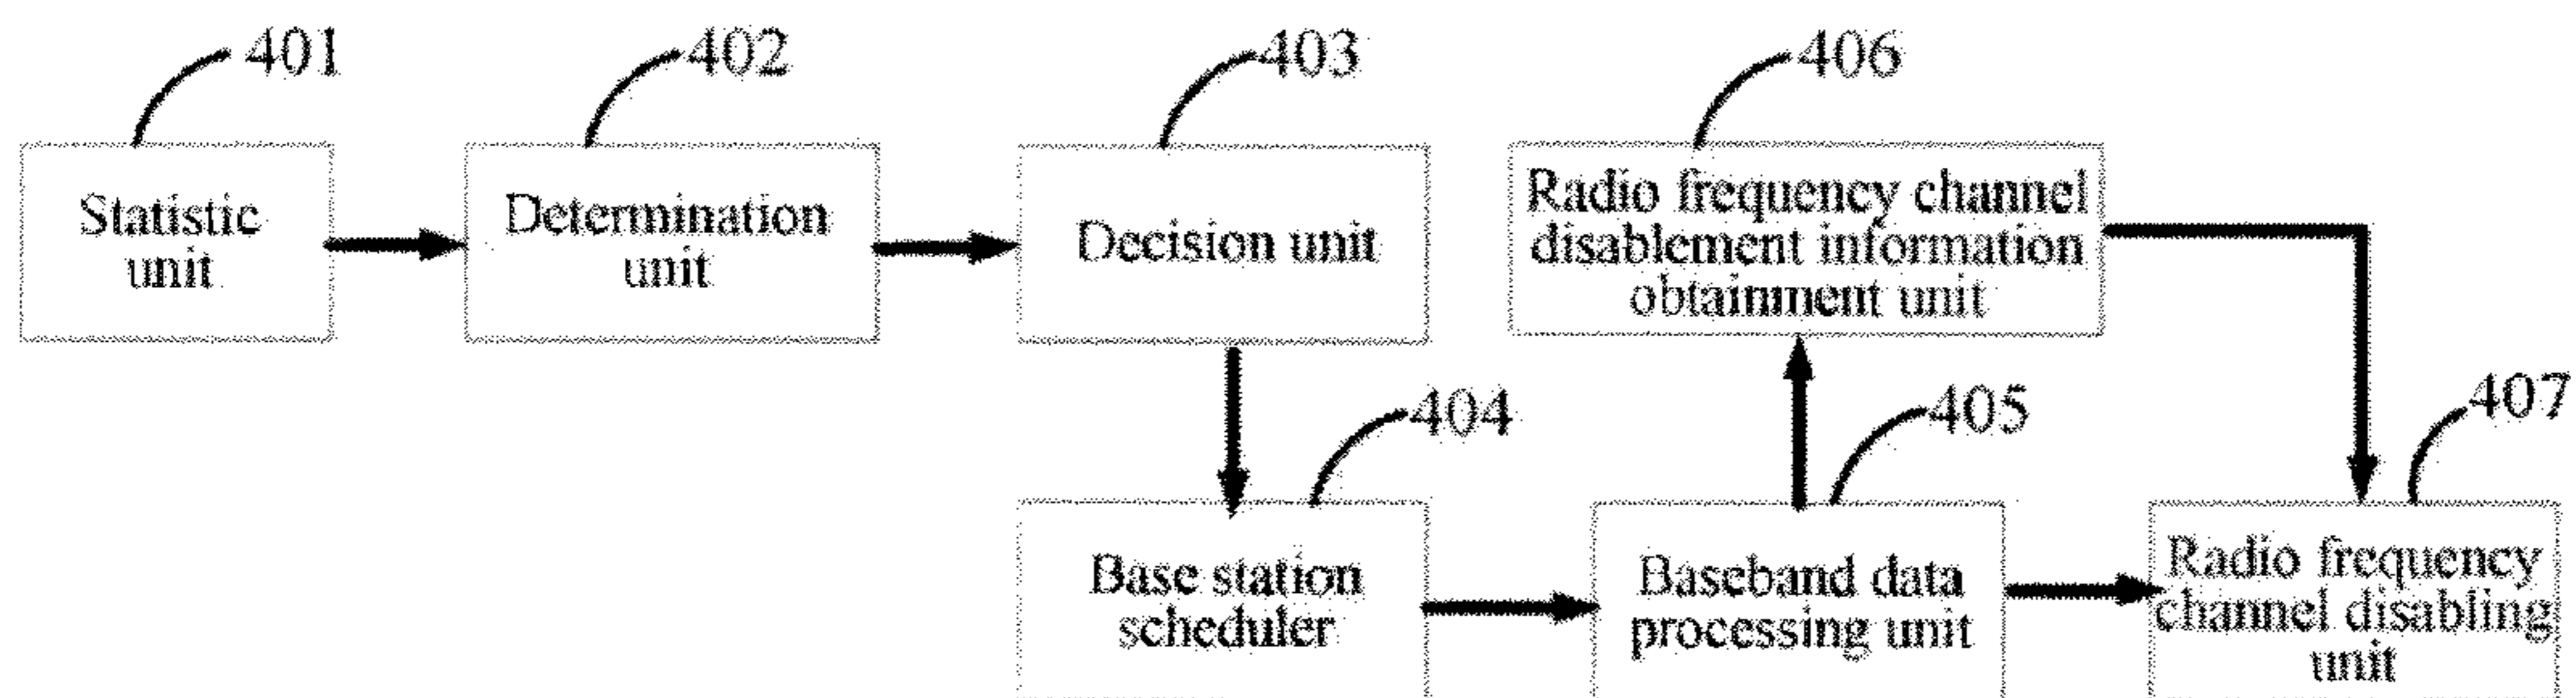 401
402
403
406
Statistic
unit
Determination
unit
Decision unit
Radio frequency channel
disablement information
obtainment unit
404
405
407
Base station
scheduler
Baseband data
processing unit
Radio frequency
channel disabling
unit